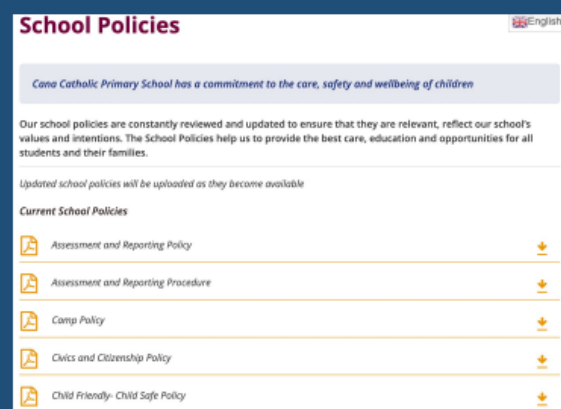 School Policies
English
Cana Catholic Primary School has a commitment to the care, safety and wellbeing of children
Our school policies are constantly reviewed and updated to ensure that they are relevant, reflect our school's
values and intentions. The School Policies help us to provide the best care, education and opportunities for all
students and their families.
Updated school policies will be uploaded as they become available
Current School Policies
Assessment and Reporting Policy
Assessment and Reporting Procedure
Camp Policy
Civics and Citizenship Policy
Child Friendly- Child Safe Policy